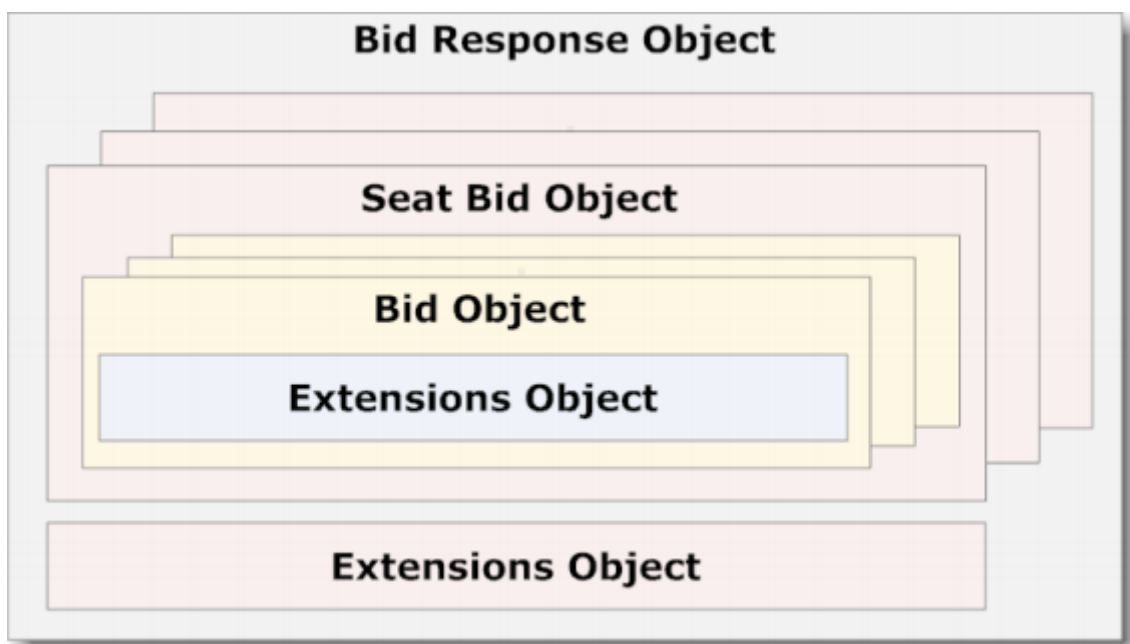 Bid Response Object
Seat Bid Object
Bid Object
Extensions Object
Extensions Object